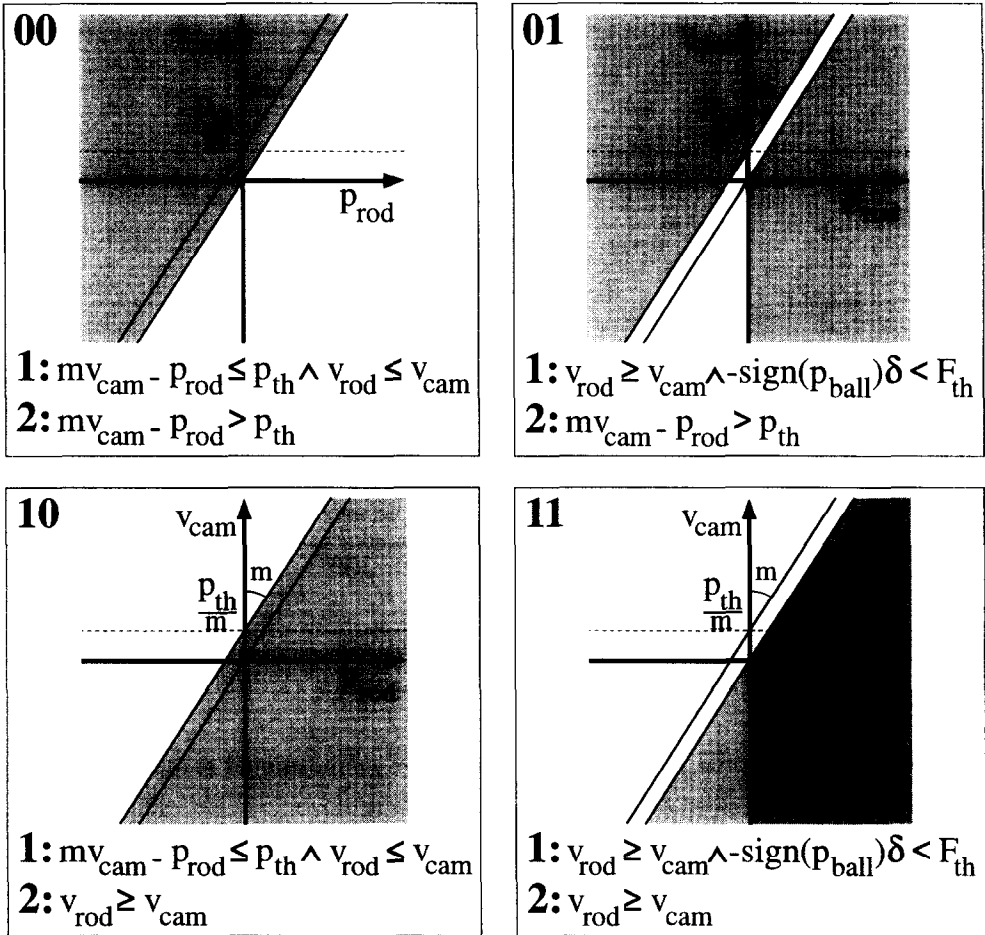 00
p_rod
1: mv_cam - p_rod ≤ p_th ∧ v_rod ≤ v_cam
2: mv_cam - p_rod > p_th
01
1: v_rod ≥ v_cam ∧ -sign(p_ball)δ < F_th
2: mv_cam - p_rod > p_th
10
v_cam
m
p_th
m
1: mv_cam - p_rod ≤ p_th ∧ v_rod ≤ v_cam
2: v_rod ≥ v_cam
11
v_cam
m
p_th
m
1: v_rod ≥ v_cam ∧ -sign(p_ball)δ < F_th
2: v_rod ≥ v_cam